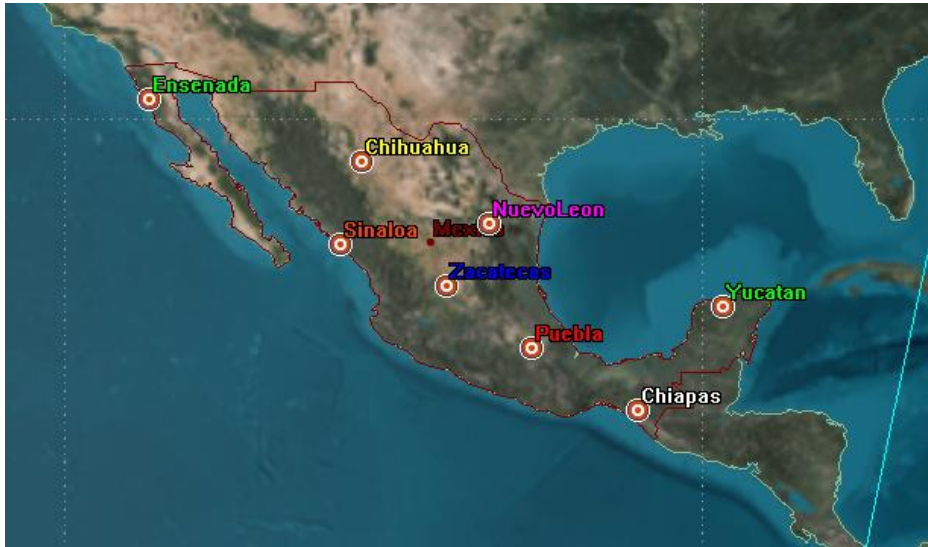 Ensenada
Chihuahua
NuevoLeon
Sinaloa
Mexico
Zacatecas
Yucatan
Puebla
Chiapas